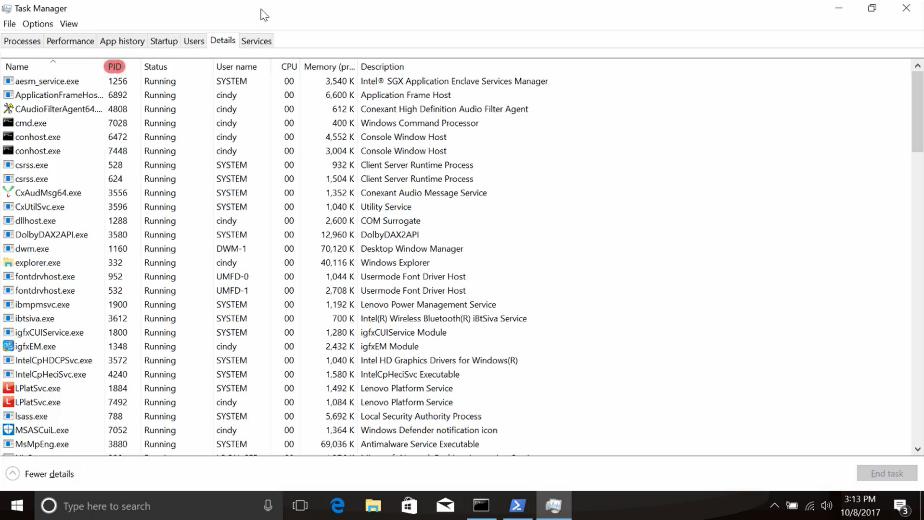 Task Manager
File Options View
Processes Performance App history Startup Users Details Services
Name PID Status User name CPU Memory (pr... Description
aesm_service.exe 1256 Running SYSTEM 00 3,540 K Intel® SGX Application Enclave Services Manager
ApplicationFrameHos... 6892 Running cindy 00 6,600 K Application Frame Host
CAudioFilterAgent64... 4808 Running cindy 00 612 K Conexant High Definition Audio Filter Agent
cmd.exe 7028 Running cindy 00 400 K Windows Command Processor
conhost.exe 6472 Running cindy 00 4,552 K Console Window Host
conhost.exe 7448 Running cindy 00 3,004 K Console Window Host
csrss.exe 528 Running SYSTEM 00 932 K Client Server Runtime Process
csrss.exe 624 Running SYSTEM 00 1,504 K Client Server Runtime Process
CxAudMsg64.exe 3556 Running SYSTEM 00 1,352 K Conexant Audio Message Service
CxUtilSvc.exe 3596 Running SYSTEM 00 1,040 K Utility Service
dllhost.exe 1288 Running cindy 00 2,600 K COM Surrogate
DolbyDAX2API.exe 3580 Running SYSTEM 00 12,960 K DolbyDAX2API
dwm.exe 1160 Running DWM-1 00 70,120 K Desktop Window Manager
explorer.exe 332 Running cindy 00 40,116 K Windows Explorer
fontdrvhost.exe 952 Running UMFD-0 00 1,044 K Usermode Font Driver Host
fontdrvhost.exe 532 Running UMFD-1 00 2,708 K Usermode Font Driver Host
ibmpmsvc.exe 1900 Running SYSTEM 00 1,192 K Lenovo Power Management Service
ibtsiva.exe 3612 Running SYSTEM 00 700 K Intel(R) Wireless Bluetooth(R) iBtSiva Service
igfxCUIService.exe 1800 Running SYSTEM 00 1,280 K igfxCUIService Module
igfxEM.exe 1348 Running cindy 00 2,432 K igfxEM Module
IntelCpHDCPSvc.exe 3572 Running SYSTEM 00 1,040 K Intel HD Graphics Drivers for Windows(R)
IntelCpHeciSvc.exe 4240 Running SYSTEM 00 1,580 K IntelCpHeciSvc Executable
LPlatSvc.exe 1884 Running SYSTEM 00 1,492 K Lenovo Platform Service
LPlatSvc.exe 7492 Running cindy 00 1,084 K Lenovo Platform Service
lsass.exe 788 Running SYSTEM 00 5,692 K Local Security Authority Process
MSASCuiL.exe 7052 Running cindy 00 1,364 K Windows Defender notification icon
MsMpEng.exe 3880 Running SYSTEM 00 69,036 K Antimalware Service Executable
Fewer details End task
Type here to search
3:13 PM
10/8/2017
3